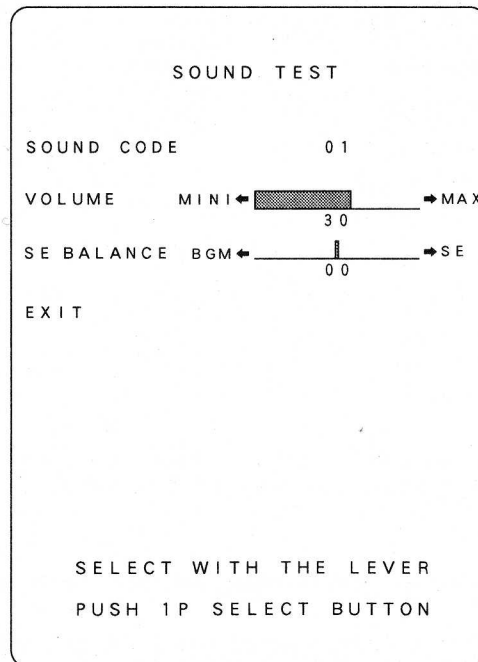 SOUND TEST
SOUND CODE 01
VOLUME MINI ← → MAX
30
SE BALANCE BGM ← → SE
00
EXIT
SELECT WITH THE LEVER
PUSH 1P SELECT BUTTON